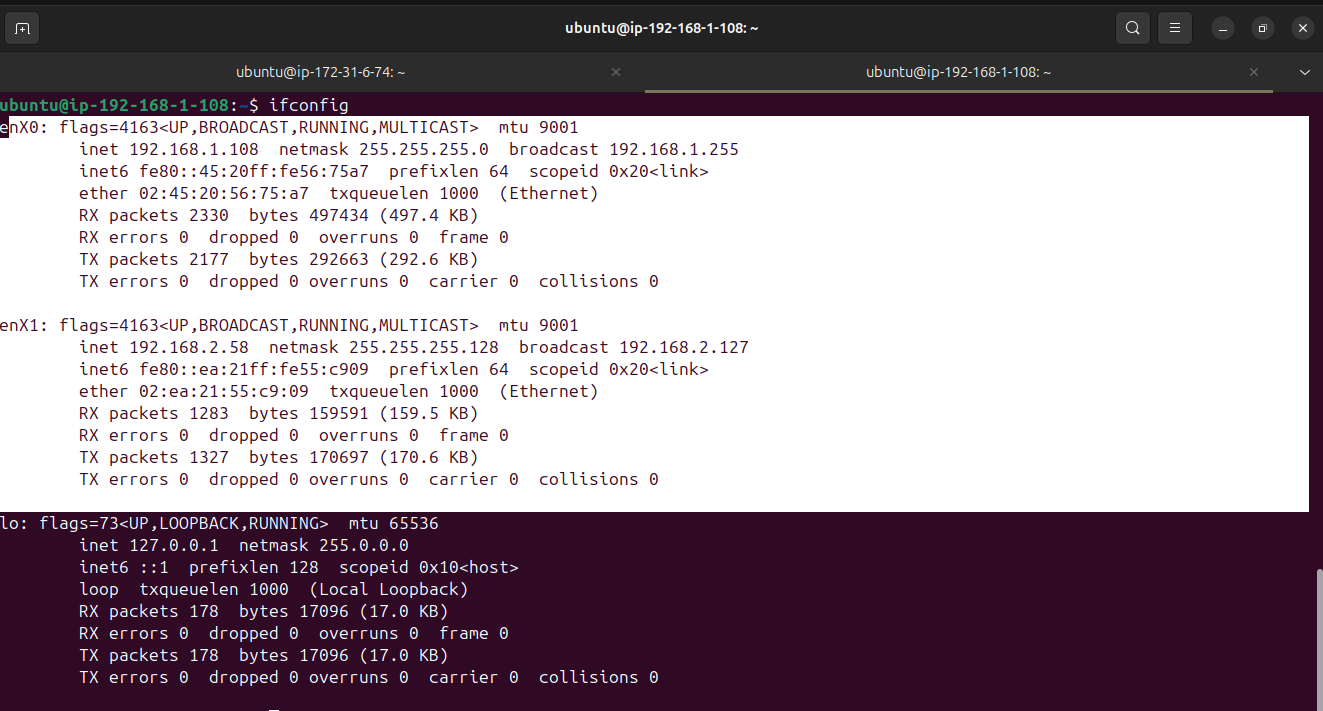 ubuntu@ip-192-168-1-108: ~
ubuntu@ip-172-31-6-74: ~
ubuntu@ip-192-168-1-108: ~
ubuntu@ip-192-168-1-108:~$ ifconfig
enX0: flags=4163<UP,BROADCAST,RUNNING,MULTICAST>  mtu 9001
        inet 192.168.1.108  netmask 255.255.255.0  broadcast 192.168.1.255
        inet6 fe80::45:20ff:fe56:75a7  prefixlen 64  scopeid 0x20<link>
        ether 02:45:20:56:75:a7  txqueuelen 1000  (Ethernet)
        RX packets 2330  bytes 497434 (497.4 KB)
        RX errors 0  dropped 0  overruns 0  frame 0
        TX packets 2177  bytes 292663 (292.6 KB)
        TX errors 0  dropped 0 overruns 0  carrier 0  collisions 0

enX1: flags=4163<UP,BROADCAST,RUNNING,MULTICAST>  mtu 9001
        inet 192.168.2.58  netmask 255.255.255.128  broadcast 192.168.2.127
        inet6 fe80::ea:21ff:fe55:c909  prefixlen 64  scopeid 0x20<link>
        ether 02:ea:21:55:c9:09  txqueuelen 1000  (Ethernet)
        RX packets 1283  bytes 159591 (159.5 KB)
        RX errors 0  dropped 0  overruns 0  frame 0
        TX packets 1327  bytes 170697 (170.6 KB)
        TX errors 0  dropped 0 overruns 0  carrier 0  collisions 0

lo: flags=73<UP,LOOPBACK,RUNNING>  mtu 65536
        inet 127.0.0.1  netmask 255.0.0.0
        inet6 ::1  prefixlen 128  scopeid 0x10<host>
        loop  txqueuelen 1000  (Local Loopback)
        RX packets 178  bytes 17096 (17.0 KB)
        RX errors 0  dropped 0  overruns 0  frame 0
        TX packets 178  bytes 17096 (17.0 KB)
        TX errors 0  dropped 0 overruns 0  carrier 0  collisions 0